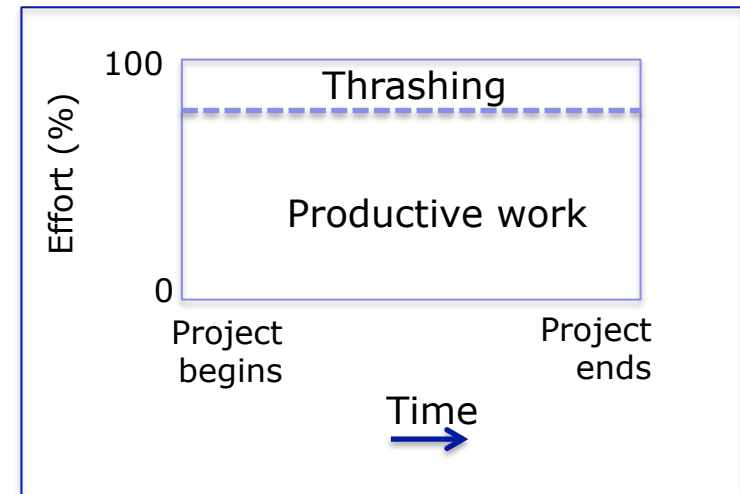 100
Thrashing
Effort (%)
Productive work
0
Project
begins
Project
ends
Time